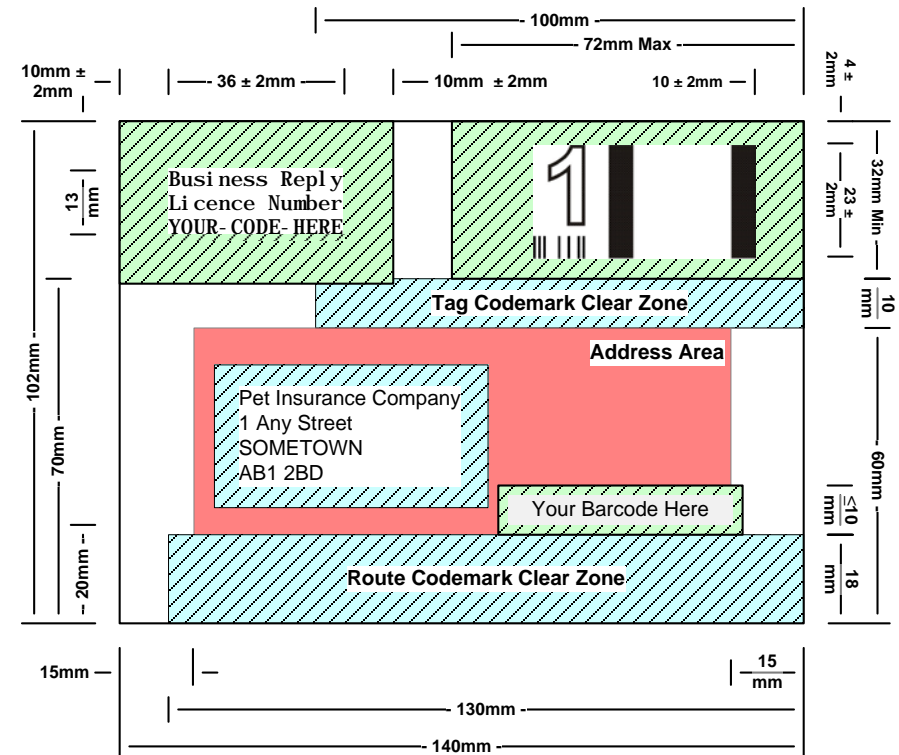 - 100mm -
- 72mm Max -
10mm ± 2mm
- 36 ± 2mm -
10mm ± 2mm
10 ± 2mm
4 ± 2mm
Business Reply
Licence Number
YOUR-CODE-HERE
1
13 mm
23 ± 2mm
32mm Min
Tag Codemark Clear Zone
10 mm
Address Area
- 102mm -
- 70mm -
Pet Insurance Company
1 Any Street
SOMETOWN
AB1 2BD
- 60mm -
Your Barcode Here
≤10 mm
- 20mm -
Route Codemark Clear Zone
18 mm
15mm
15 mm
- 130mm -
- 140mm -